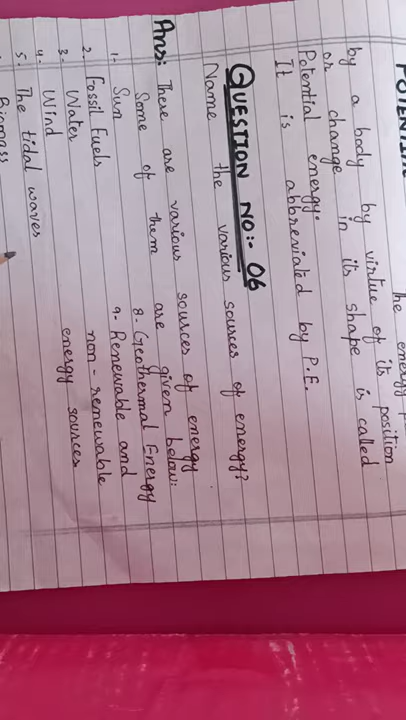 POTENTIAL
the energy
by a body by virtue of its position
or change in its shape is called
Potential energy.
It is abbreviated by P.E.
QUESTION NO:- 06
Name the various sources of energy?
Ans: There are various sources of energy
Some of them are given below:
1- Sun
2. Fossil Fuels
3. Water
4. Wind
5. The tidal waves
Biomass
8. Geothermal Energy
9. Renewable and
non-renewable
energy sources